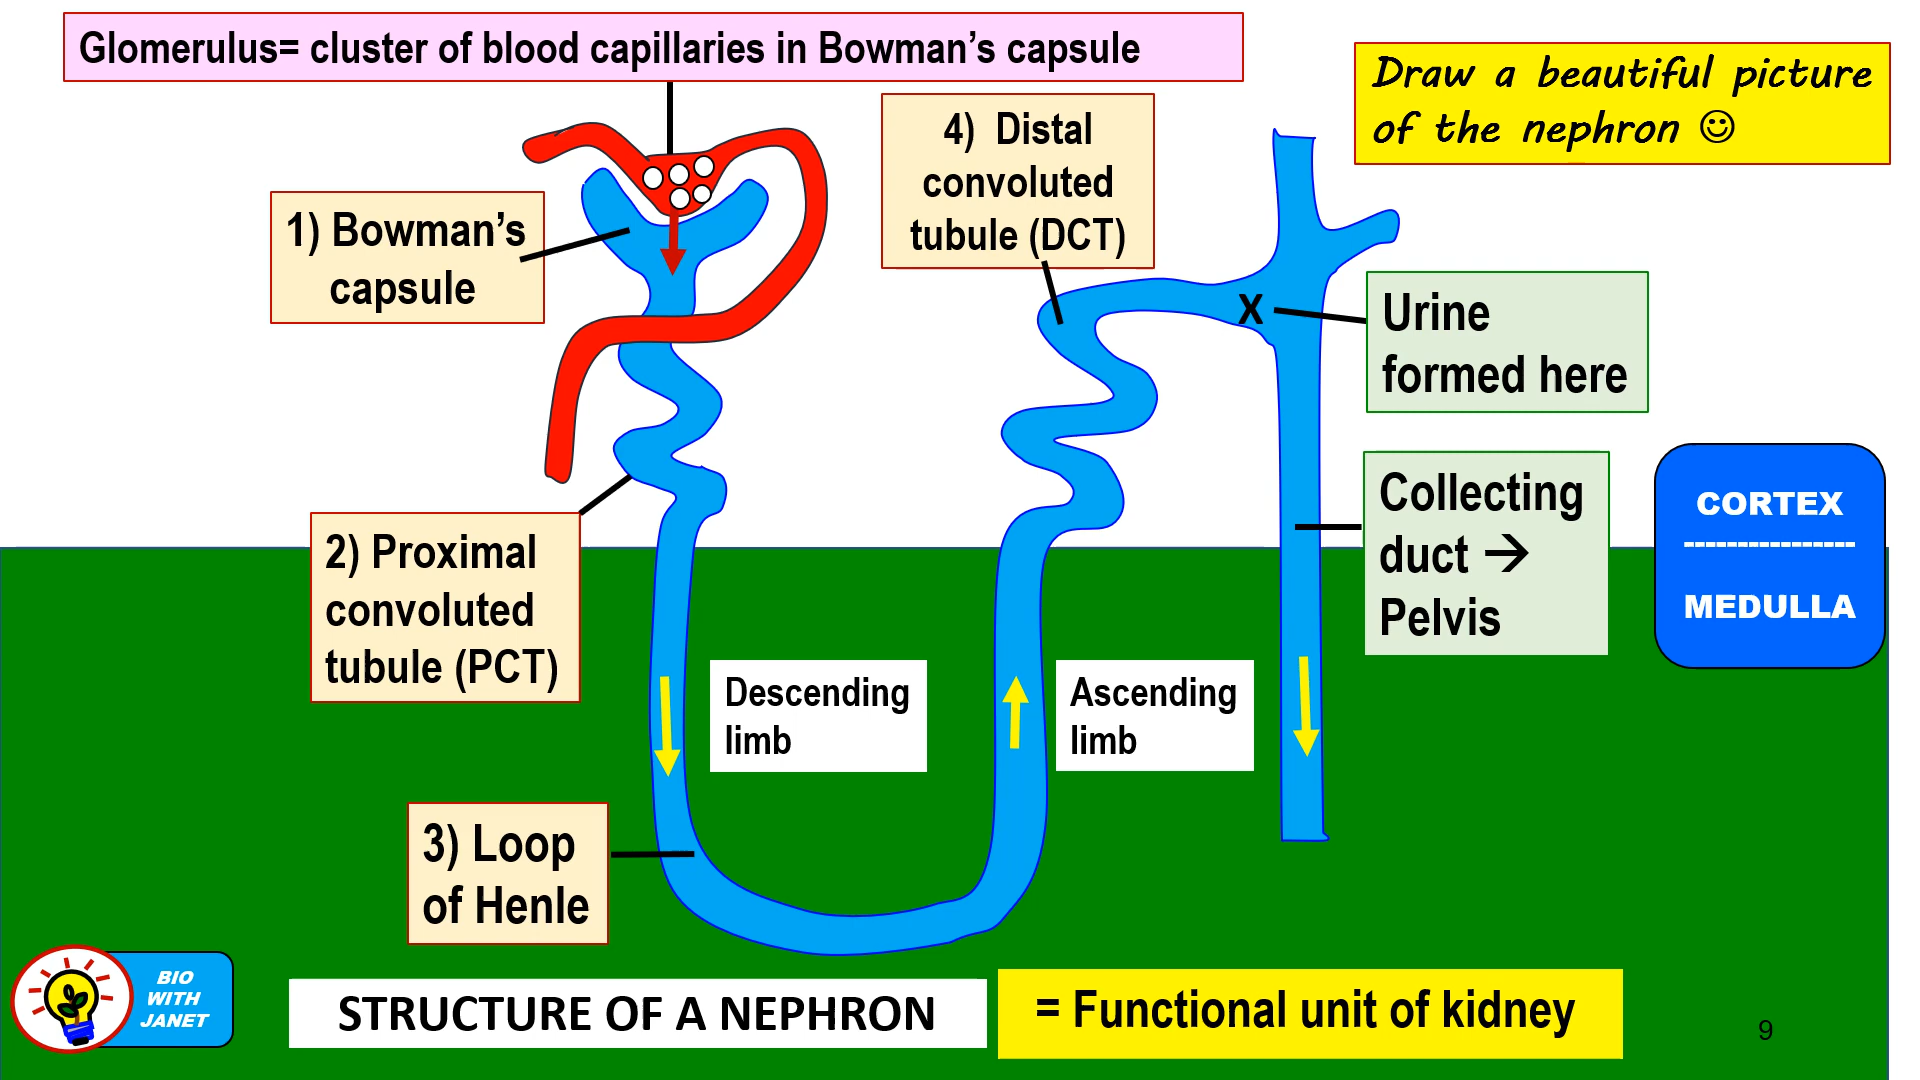 Glomerulus= cluster of blood capillaries in Bowman’s capsule
Draw a beautiful picture
of the nephron ☺
4) Distal
convoluted
tubule (DCT)
1) Bowman’s
capsule
X
Urine
formed here
Collecting
duct →
Pelvis
CORTEX
----------------
MEDULLA
2) Proximal
convoluted
tubule (PCT)
Descending
limb
Ascending
limb
3) Loop
of Henle
BIO
WITH
JANET
STRUCTURE OF A NEPHRON
= Functional unit of kidney
9